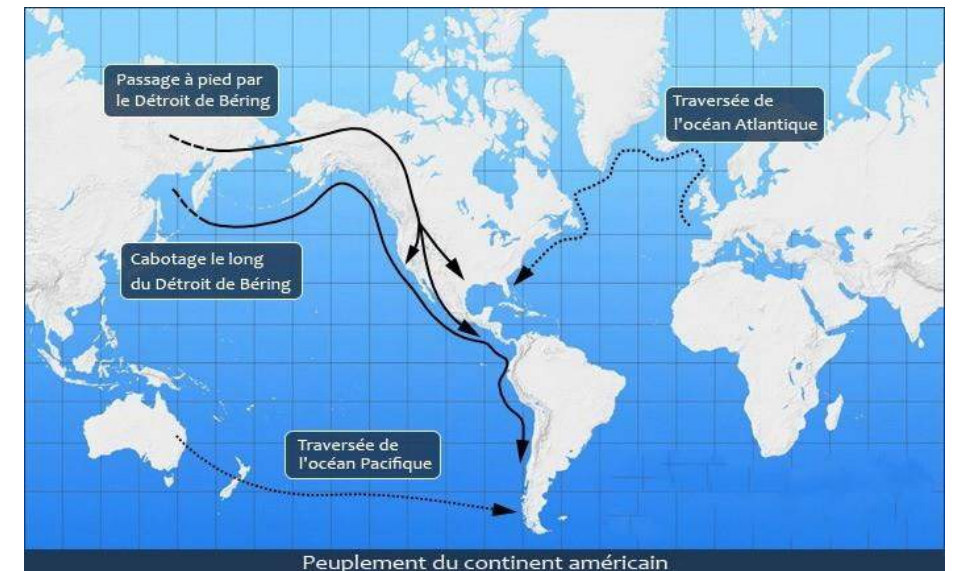 Passage à pied par
le Détroit de Béring
Traversée de
l'océan Atlantique
Cabotage le long
du Détroit de Béring
Traversée de
l'océan Pacifique
Peuplement du continent américain